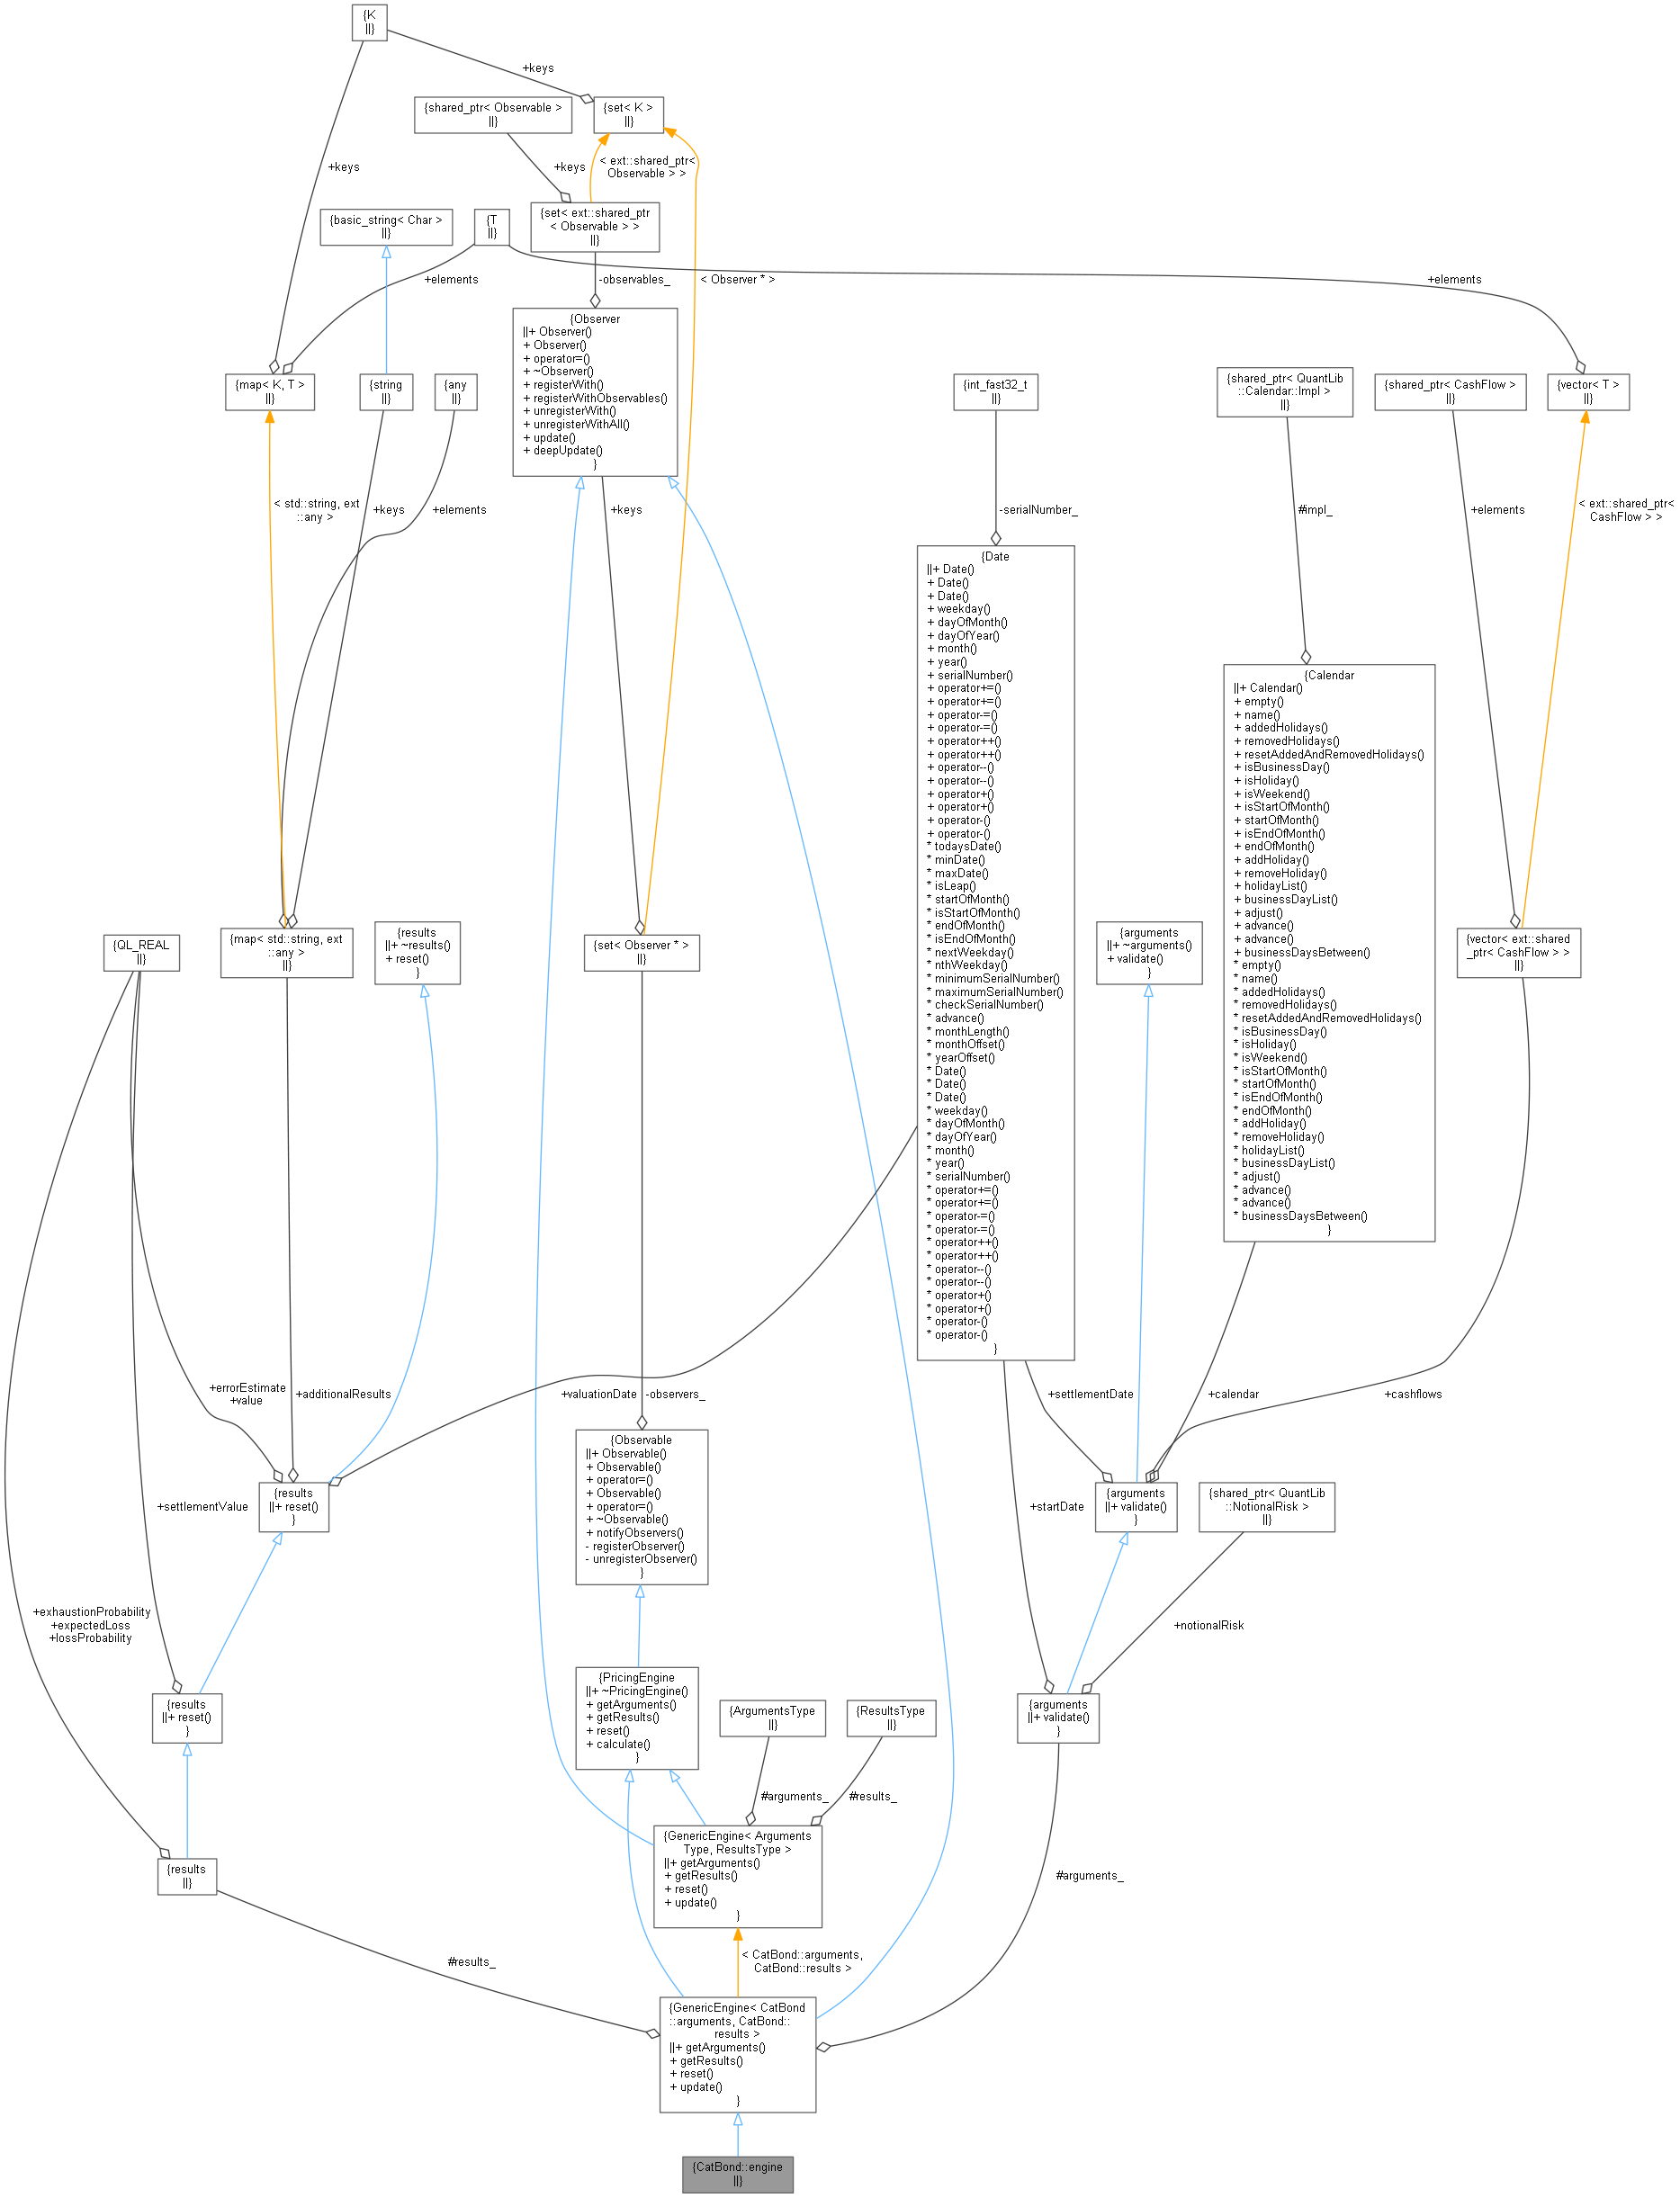 {K
||}
+keys
{shared_ptr< Observable >
||}
{set< K >
||}
+keys
+keys
< ext::shared_ptr<
Observable > >
{basic_string< Char >
||}
{T
||}
{set< ext::shared_ptr
< Observable > >
||}
+elements
-observables_
< Observer * >
+elements
{Observer
||+ Observer()
+ Observer()
+ operator=()
+ ~Observer()
+ registerWith()
+ registerWithObservables()
+ unregisterWith()
+ unregisterWithAll()
+ update()
+ deepUpdate()
}
{map< K, T >
||}
{string
||}
{any
||}
{int_fast32_t
||}
{shared_ptr< QuantLib
::Calendar::Impl >
||}
{shared_ptr< CashFlow >
||}
{vector< T >
||}
< std::string, ext
::any >
+keys
+elements
+keys
-serialNumber_
#impl_
+elements
< ext::shared_ptr<
CashFlow > >
{Date
||+ Date()
+ Date()
+ Date()
+ weekday()
+ dayOfMonth()
+ dayOfYear()
+ month()
+ year()
+ serialNumber()
+ operator+=()
+ operator+=()
+ operator-=()
+ operator-=()
+ operator++()
+ operator++()
+ operator--()
+ operator--()
+ operator+()
+ operator+()
+ operator-()
+ operator-()
* todaysDate()
* minDate()
* maxDate()
* isLeap()
* startOfMonth()
* isStartOfMonth()
* endOfMonth()
* isEndOfMonth()
* nextWeekday()
* nthWeekday()
* minimumSerialNumber()
* maximumSerialNumber()
* checkSerialNumber()
* advance()
* monthLength()
* monthOffset()
* yearOffset()
* Date()
* Date()
* Date()
* weekday()
* dayOfMonth()
* dayOfYear()
* month()
* year()
* serialNumber()
* operator+=()
* operator+=()
* operator-=()
* operator-=()
* operator++()
* operator++()
* operator--()
* operator--()
* operator+()
* operator+()
* operator-()
* operator-()
}
{Calendar
||+ Calendar()
+ empty()
+ name()
+ addedHolidays()
+ removedHolidays()
+ resetAddedAndRemovedHolidays()
+ isBusinessDay()
+ isHoliday()
+ isWeekend()
+ isStartOfMonth()
+ startOfMonth()
+ isEndOfMonth()
+ endOfMonth()
+ addHoliday()
+ removeHoliday()
+ holidayList()
+ businessDayList()
+ adjust()
+ advance()
+ advance()
+ businessDaysBetween()
* empty()
* name()
* addedHolidays()
* removedHolidays()
* resetAddedAndRemovedHolidays()
* isBusinessDay()
* isHoliday()
* isWeekend()
* isStartOfMonth()
* startOfMonth()
* isEndOfMonth()
* endOfMonth()
* addHoliday()
* removeHoliday()
* holidayList()
* businessDayList()
* adjust()
* advance()
* advance()
* businessDaysBetween()
}
{QL_REAL
||}
{map< std::string, ext
::any >
||}
{results
||+ ~results()
+ reset()
}
{set< Observer * >
||}
{arguments
||+ ~arguments()
+ validate()
}
{vector< ext::shared
_ptr< CashFlow > >
||}
+errorEstimate
+value
+additionalResults
+valuationDate
-observers_
+settlementDate
+calendar
+cashflows
{Observable
||+ Observable()
+ Observable()
+ operator=()
+ Observable()
+ operator=()
+ ~Observable()
+ notifyObservers()
- registerObserver()
- unregisterObserver()
}
+settlementValue
{results
||+ reset()
}
+startDate
{arguments
||+ validate()
}
{shared_ptr< QuantLib
::NotionalRisk >
||}
+exhaustionProbability
+expectedLoss
+lossProbability
+notionalRisk
{PricingEngine
||+ ~PricingEngine()
+ getArguments()
+ getResults()
+ reset()
+ calculate()
}
{results
||+ reset()
}
{ArgumentsType
||}
{ResultsType
||}
{arguments
||+ validate()
}
#arguments_
#results_
{GenericEngine< Arguments
Type, ResultsType >
||+ getArguments()
+ getResults()
+ reset()
+ update()
}
{results
||}
#arguments_
#results_
< CatBond::arguments,
CatBond::results >
{GenericEngine< CatBond
::arguments, CatBond::
results >
||+ getArguments()
+ getResults()
+ reset()
+ update()
}
{CatBond::engine
||}